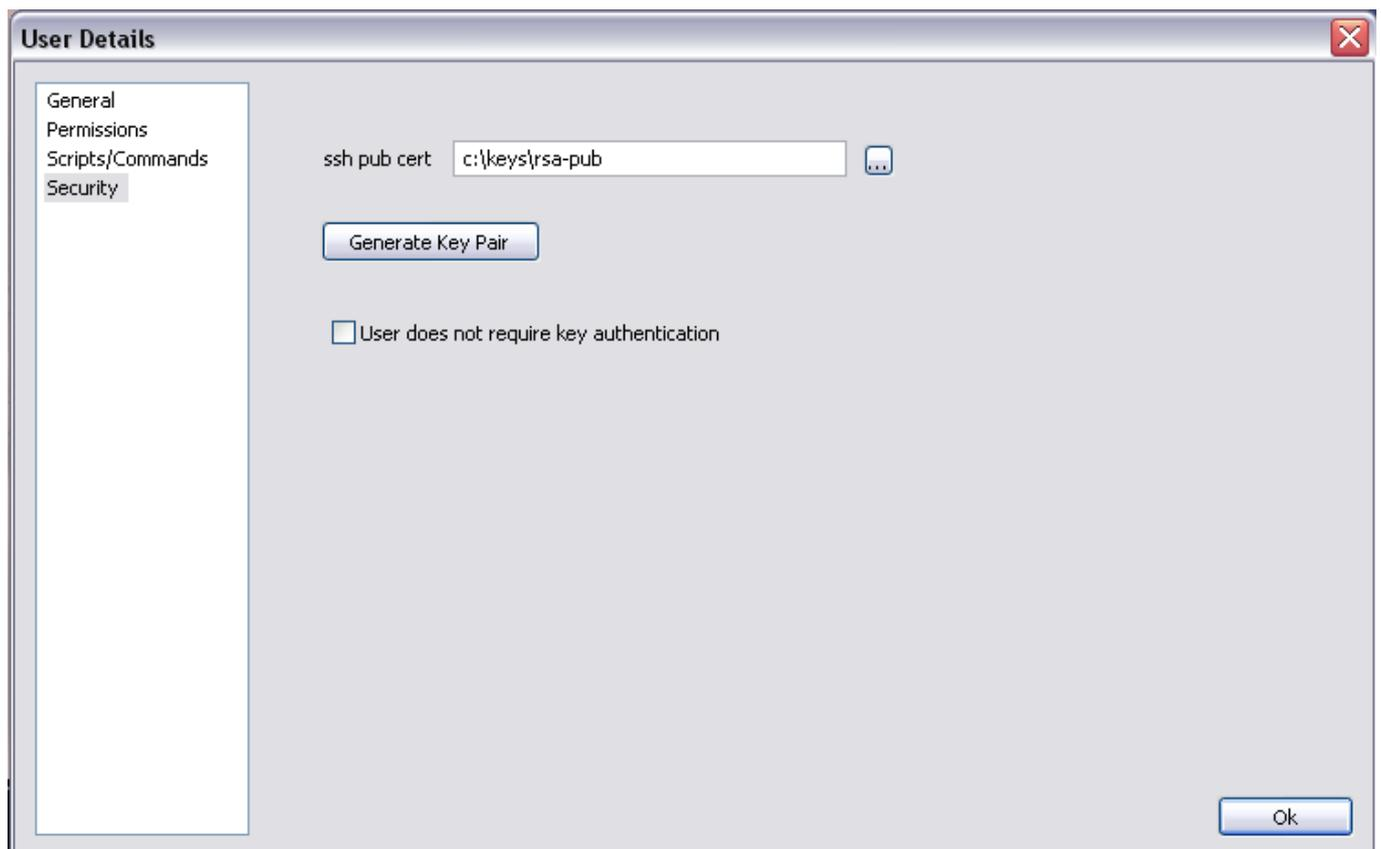 User Details
General
Permissions
Scripts/Commands
Security
ssh pub cert c:\keys\rsa-pub ...
Generate Key Pair
User does not require key authentication
Ok